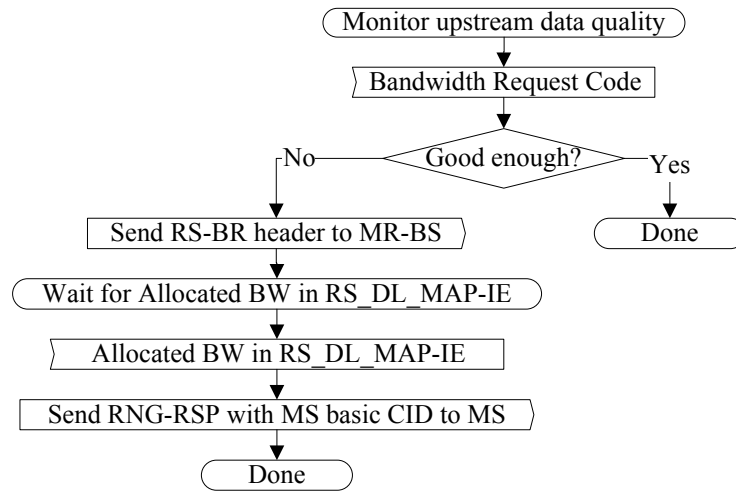 Monitor upstream data quality
Bandwidth Request Code
Good enough?
No
Yes
Send RS-BR header to MR-BS
Done
Wait for Allocated BW in RS_DL_MAP-IE
Allocated BW in RS_DL_MAP-IE
Send RNG-RSP with MS basic CID to MS
Done